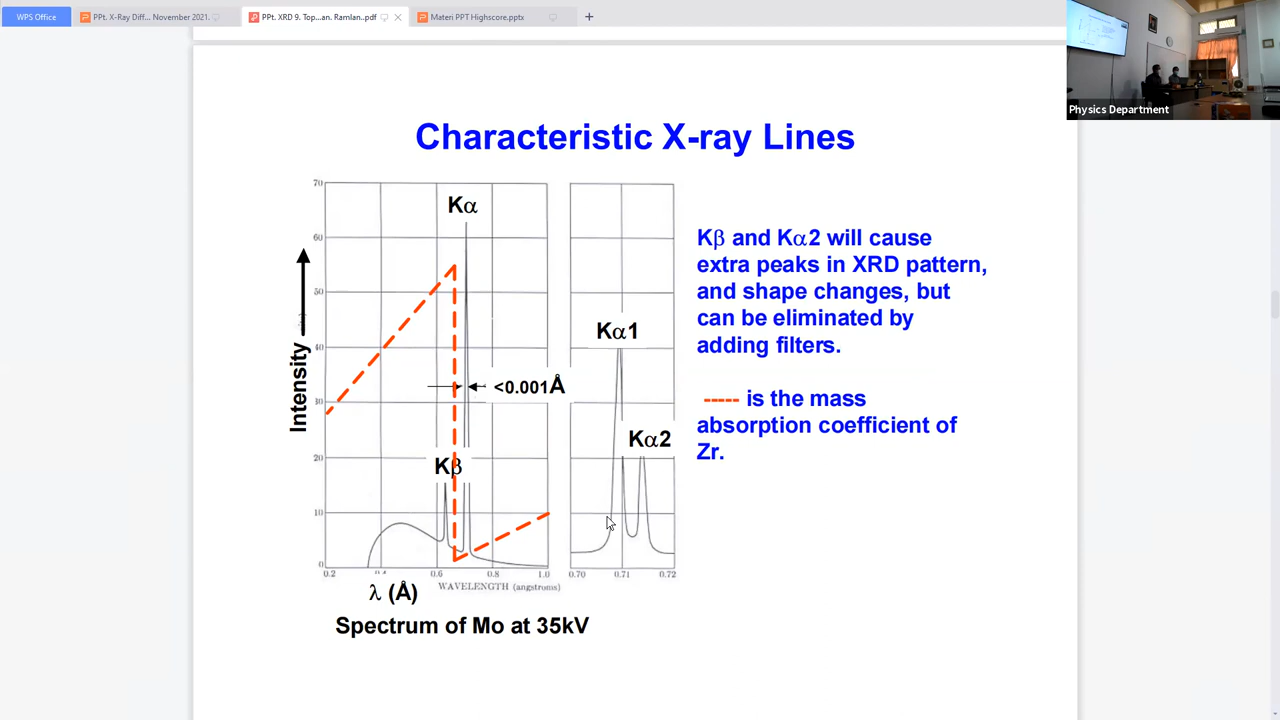 WPS Office
PPt. X-Ray Diff... November 2021.
PPt. XRD 9. Top...an. Ramlan..pdf
Materi PPT Highscore.pptx
Physics Department
Characteristic X-ray Lines
70
60
50
40
30
20
10
0
Intensity
Kα
<0.001Å
Kβ
Kα1
Kα2
0.2
0.4
0.6
0.8
1.0
0.70
0.71
0.72
WAVELENGTH (angstroms)
λ (Å)
Spectrum of Mo at 35kV
Kβ and Kα2 will cause
extra peaks in XRD pattern,
and shape changes, but
can be eliminated by
adding filters.
----- is the mass
absorption coefficient of
Zr.